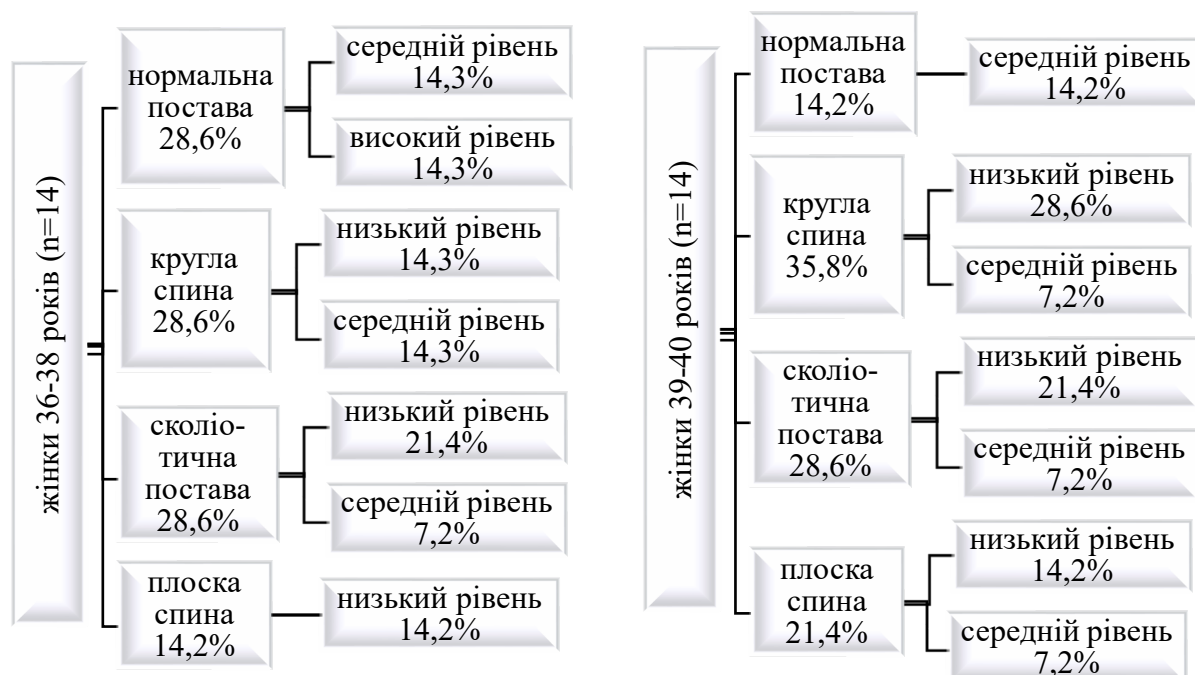 жінки 36-38 років (n=14)
нормальна
постава
28,6%
середній рівень
14,3%
високий рівень
14,3%
кругла
спина
28,6%
низький рівень
14,3%
середній рівень
14,3%
сколіо-
тична
постава
28,6%
низький рівень
21,4%
середній рівень
7,2%
плоска
спина
14,2%
низький рівень
14,2%
жінки 39-40 років (n=14)
нормальна
постава
14,2%
середній рівень
14,2%
кругла
спина
35,8%
низький рівень
28,6%
середній рівень
7,2%
сколіо-
тична
постава
28,6%
низький рівень
21,4%
середній рівень
7,2%
плоска
спина
21,4%
низький рівень
14,2%
середній рівень
7,2%